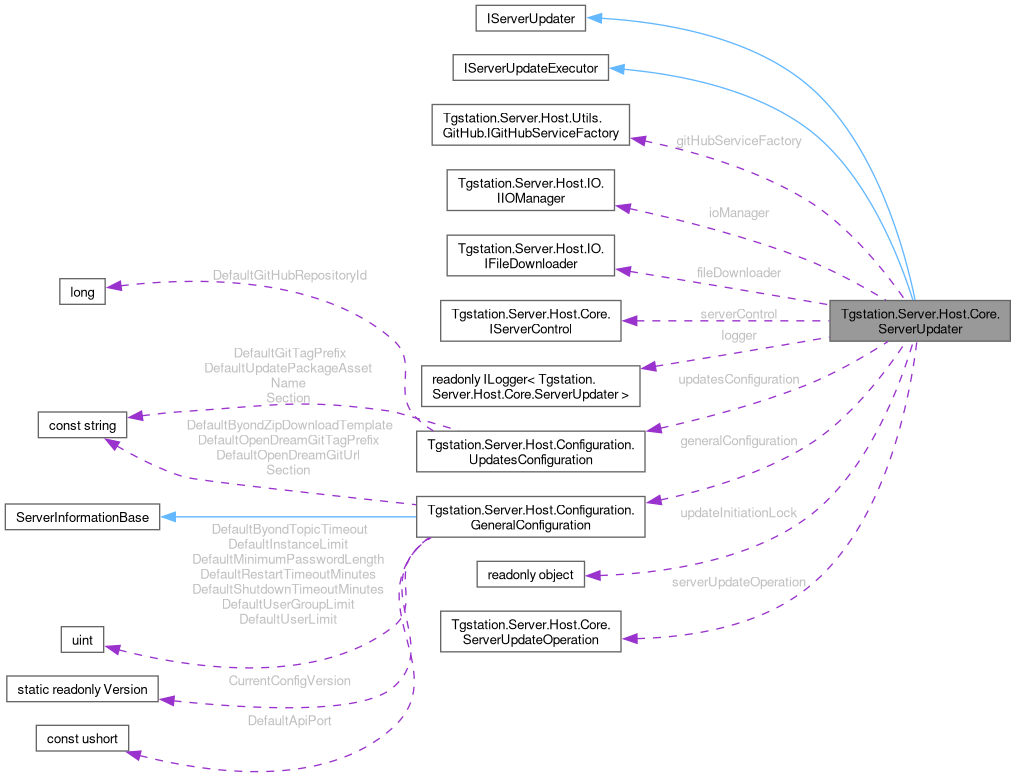 IServerUpdater
IServerUpdateExecutor
Tgstation.Server.Host.Utils.
GitHub.IGitHubServiceFactory
gitHubServiceFactory
Tgstation.Server.Host.IO.
IIOManager
ioManager
Tgstation.Server.Host.IO.
IFileDownloader
fileDownloader
DefaultGitHubRepositoryId
long
Tgstation.Server.Host.Core.
IServerControl
serverControl
Tgstation.Server.Host.Core.
ServerUpdater
logger
readonly ILogger< Tgstation.
Server.Host.Core.ServerUpdater >
DefaultGitTagPrefix
DefaultUpdatePackageAsset
Name
Section
updatesConfiguration
const string
DefaultByondZipDownloadTemplate
DefaultOpenDreamGitTagPrefix
DefaultOpenDreamGitUrl
Section
Tgstation.Server.Host.Configuration.
UpdatesConfiguration
generalConfiguration
ServerInformationBase
Tgstation.Server.Host.Configuration.
GeneralConfiguration
updateInitiationLock
DefaultByondTopicTimeout
DefaultInstanceLimit
DefaultMinimumPasswordLength
DefaultRestartTimeoutMinutes
DefaultShutdownTimeoutMinutes
DefaultUserGroupLimit
DefaultUserLimit
readonly object
serverUpdateOperation
uint
Tgstation.Server.Host.Core.
ServerUpdateOperation
CurrentConfigVersion
static readonly Version
DefaultApiPort
const ushort